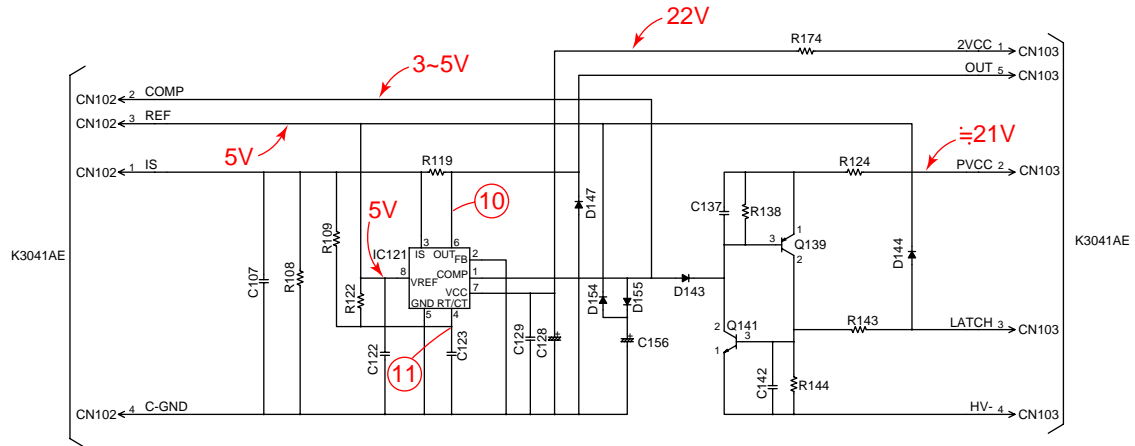 22V
R174
2VCC 1 CN103
OUT 5 CN103
3~5V
CN102 2 COMP
CN102 3 REF
5V
≒21V
CN102 1 IS
R119
R124
PVCC 2 CN103
10
D147
C137
R138
1
3
Q139
2
D144
K3041AE
K3041AE
R109
5V
IC121
3 6
IS OUT
FB 2
COMP 1
8 VREF
VCC 7
GND RT/CT
5 4
C107
R108
R122
D154
D155
D143
C122
11
C123
C129
C128
C156
2 Q141
3
1
R143
LATCH 3 CN103
C142
R144
CN102 4 C-GND
HV- 4 CN103